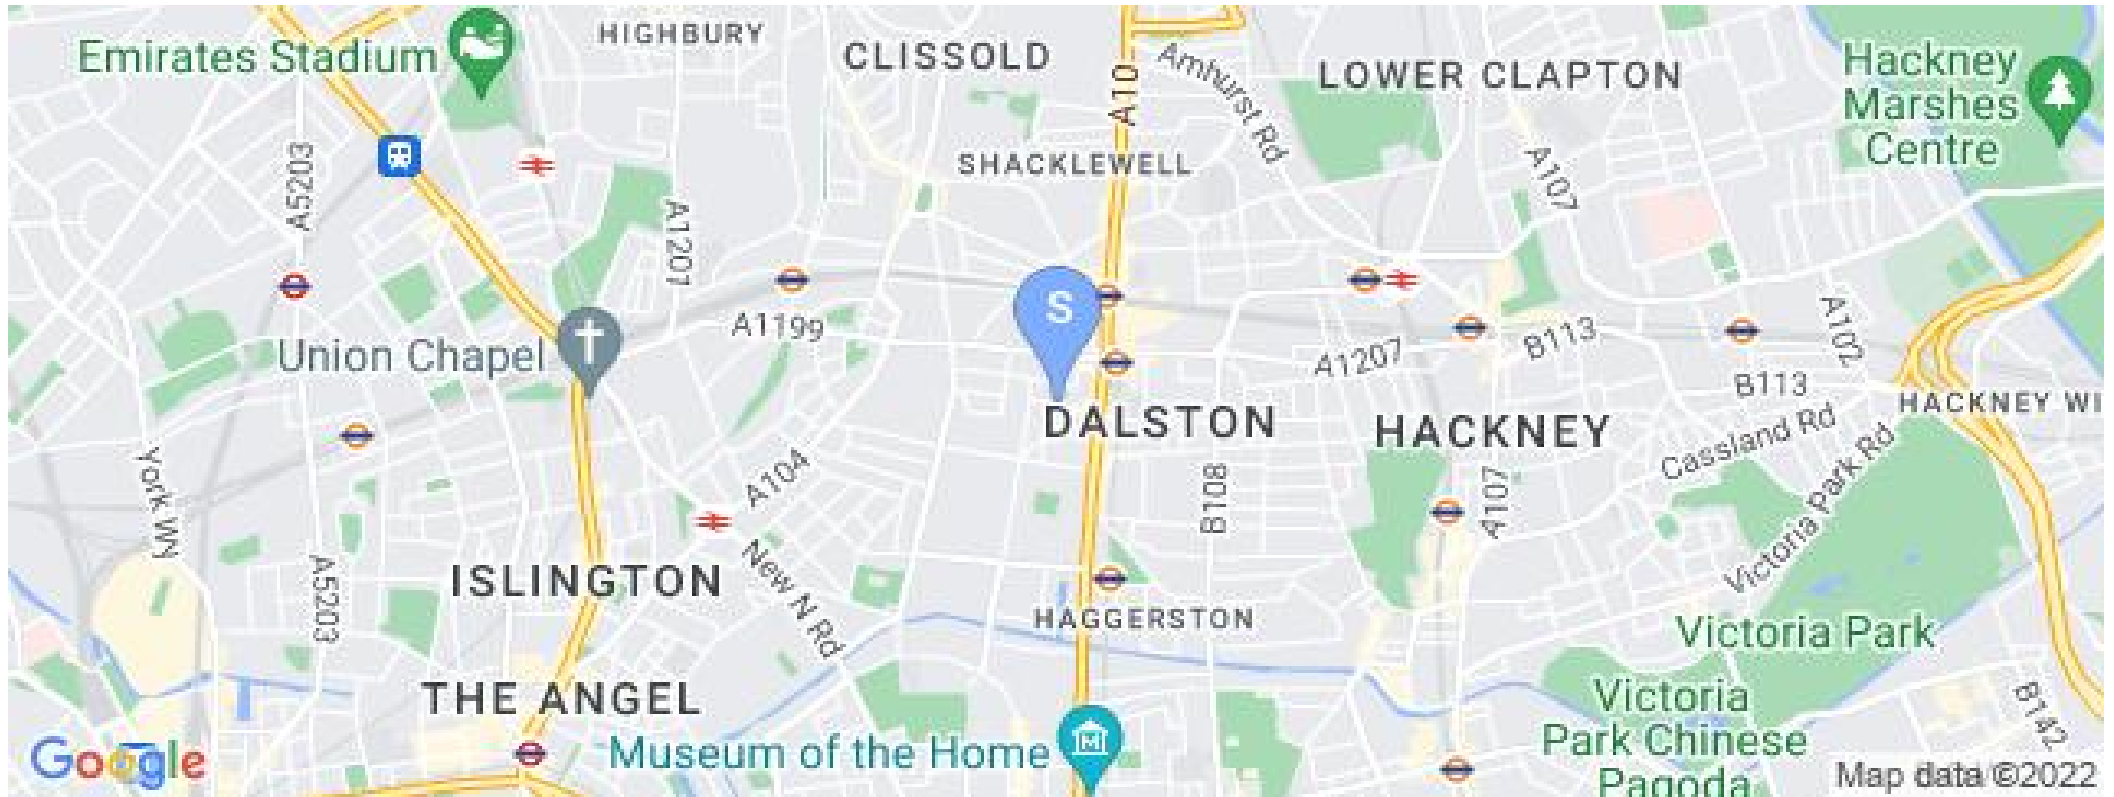 HIGHBURY
Emirates Stadium
CLISSOLD
A10
Amhurst Rd
LOWER CLAPTON
Hackney
Marshes
Centre
A5203
SHACKLEWELL
A107
A1207
S
A1199
Union Chapel
A1207
B113
A102
B113
HACKNEY WI
DALSTON
HACKNEY
Cassland Rd
Victoria Park Rd
York Wy
A104
B108
A107
ISLINGTON
New N Rd
A5203
HAGGERSTON
Victoria Park
THE ANGEL
Victoria
Park Chinese
Pagoda
B142
Museum of the Home
Google
Map data ©2022